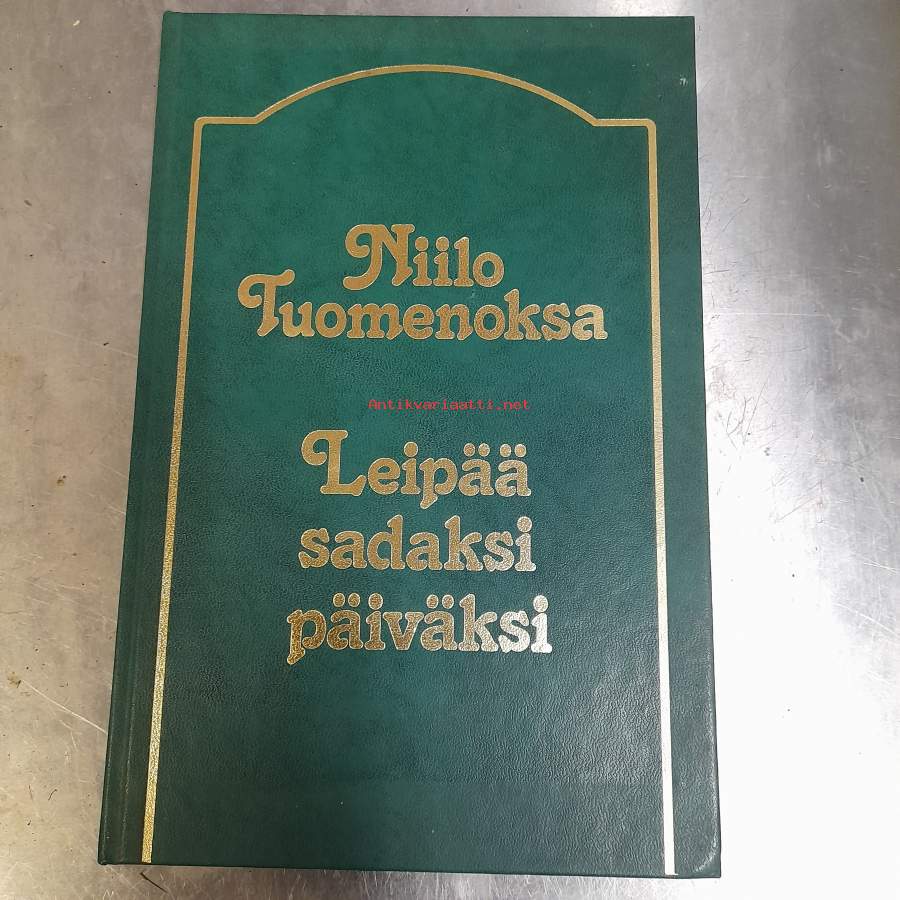 Niilo
Tuomenoksa
Antikvariaatti.net
Leipää
sadaksi
päiväksi